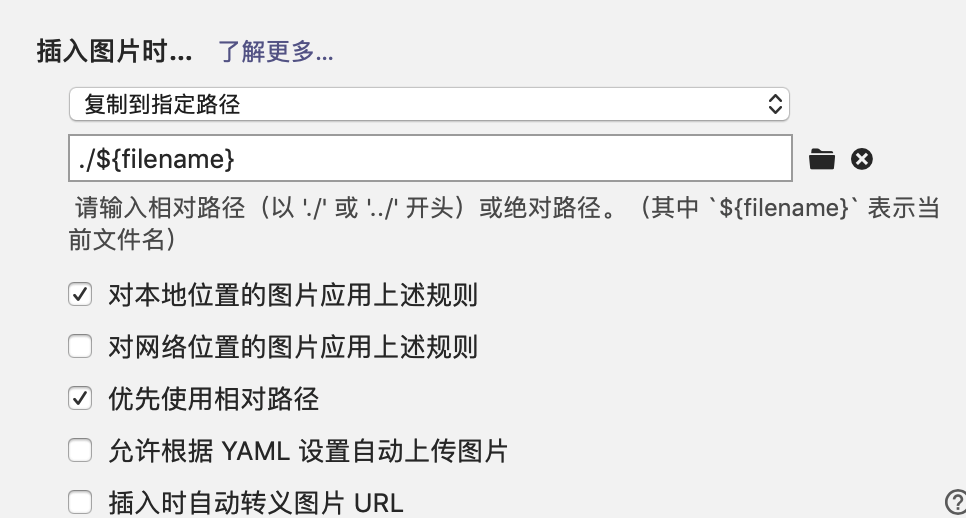 插入图片时... 了解更多...
复制到指定路径
./${filename}
请输入相对路径（以 './' 或 '../' 开头）或绝对路径。（其中 `${filename}` 表示当
前文件名）
对本地位置的图片应用上述规则
对网络位置的图片应用上述规则
优先使用相对路径
允许根据 YAML 设置自动上传图片
插入时自动转义图片 URL